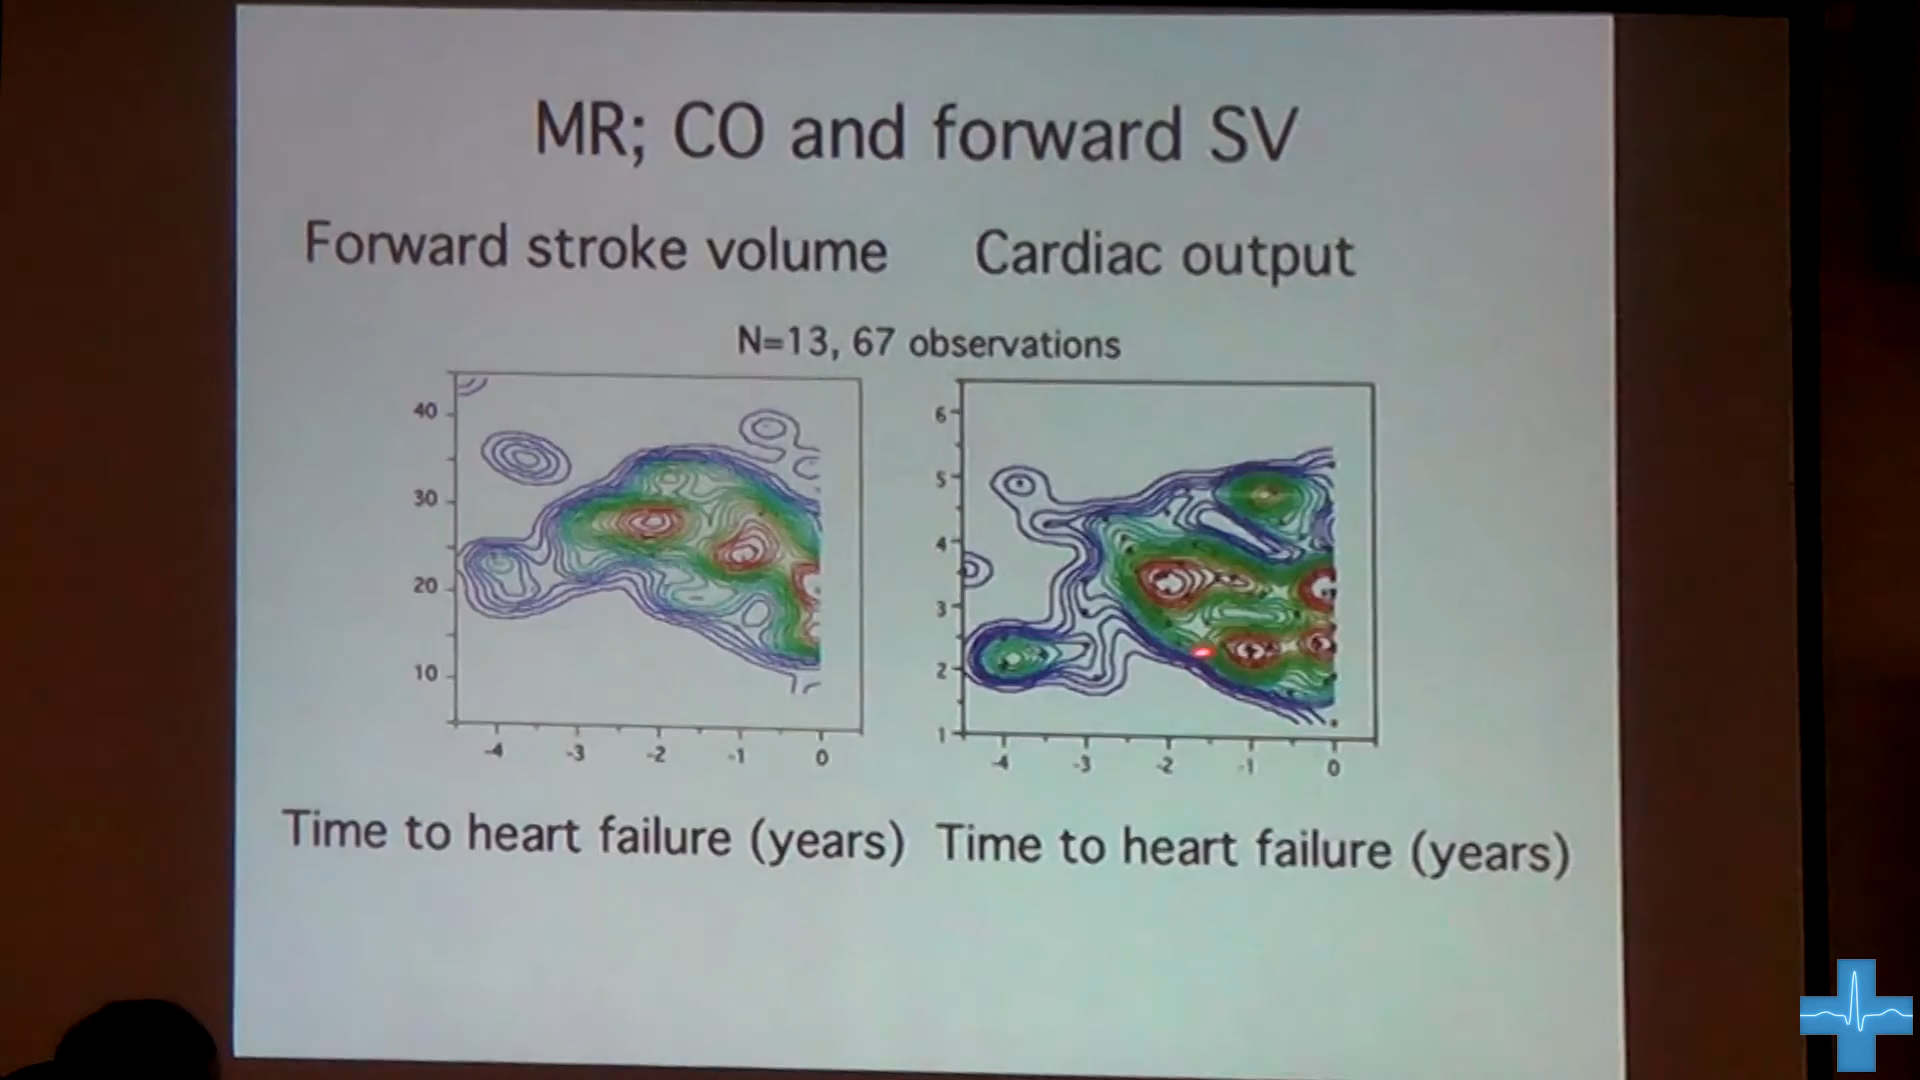 MR; CO and forward SV
Forward stroke volume
Cardiac output
N=13, 67 observations
40
30
20
10
-4 -3 -2 -1 0
6
5
4
3
2
1
-4 -3 -2 -1 0
Time to heart failure (years)
Time to heart failure (years)